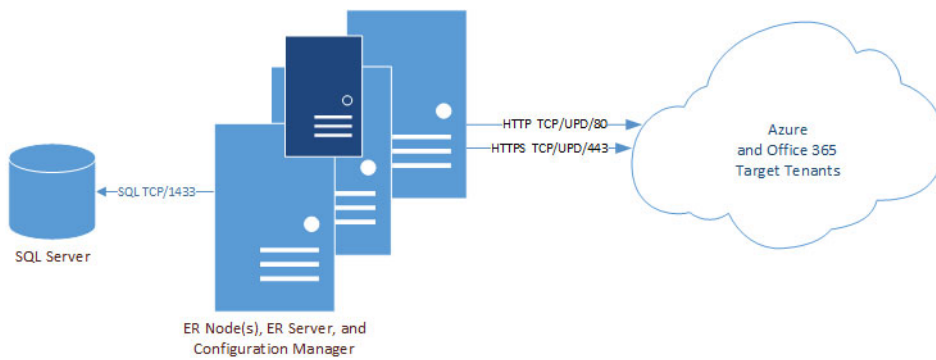 HTTP TCP/UPD/80
HTTPS TCP/UPD/443
Azure
and Office 365
Target Tenants
SQL TCP/1433
SQL Server
ER Node(s), ER Server, and
Configuration Manager